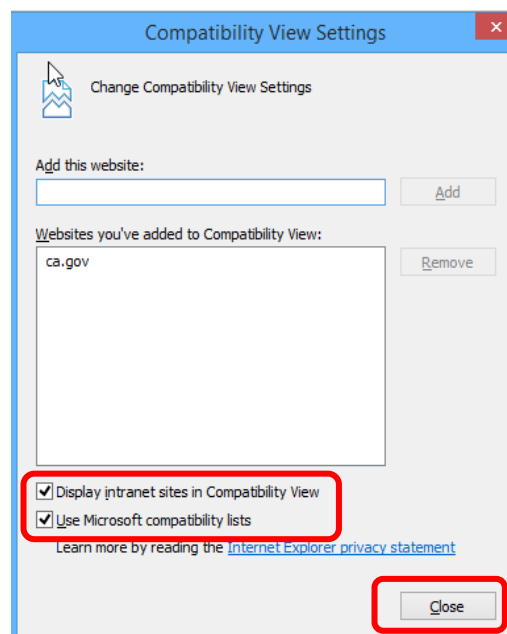 Compatibility View Settings
Change Compatibility View Settings
Add this website:
Add
Websites you've added to Compatibility View:
ca.gov
Remove
Display intranet sites in Compatibility View
Use Microsoft compatibility lists
Learn more by reading the Internet Explorer privacy statement
Close